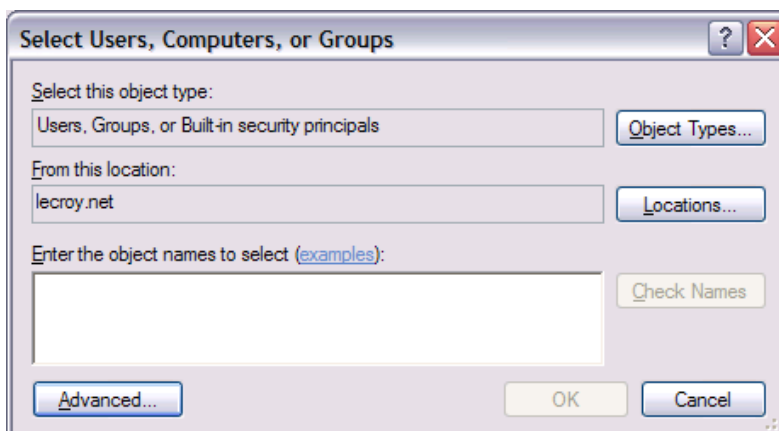 Select Users, Computers, or Groups
Select this object type:
Users, Groups, or Built-in security principals
Object Types...
From this location:
lecroy.net
Locations...
Enter the object names to select (examples):
Check Names
Advanced...
OK
Cancel